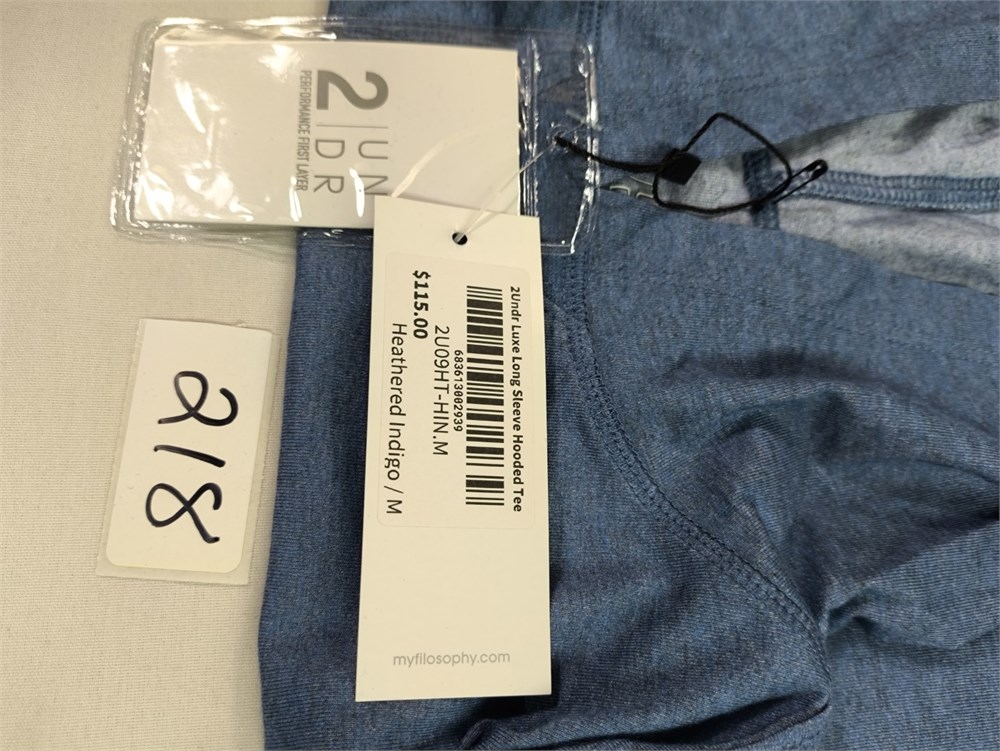 2 UN
DR
PERFORMANCE FIRST LAYER
2Undr Luxe Long Sleeve Hooded Tee
683613002939
2U09HT-HIN.M
$115.00
Heathered Indigo / M
myfilosophy.com
218